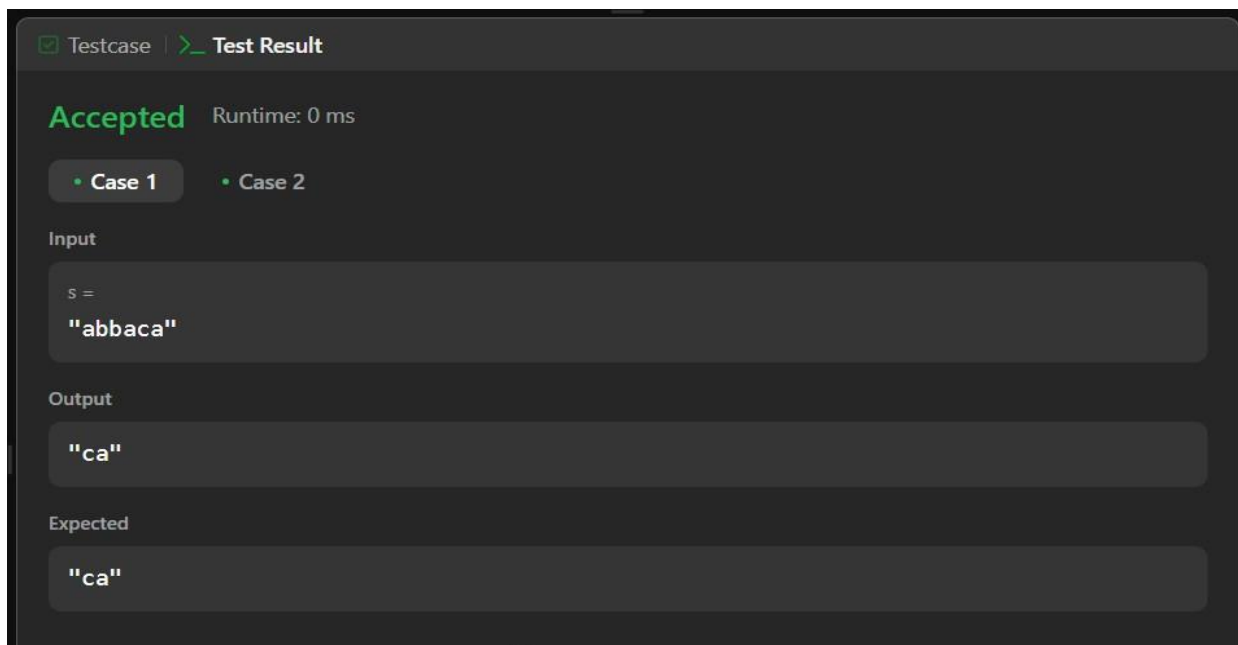 Testcase
>_ Test Result
Accepted Runtime: 0 ms
• Case 1 • Case 2
Input
s =
"abbaca"
Output
"ca"
Expected
"ca"